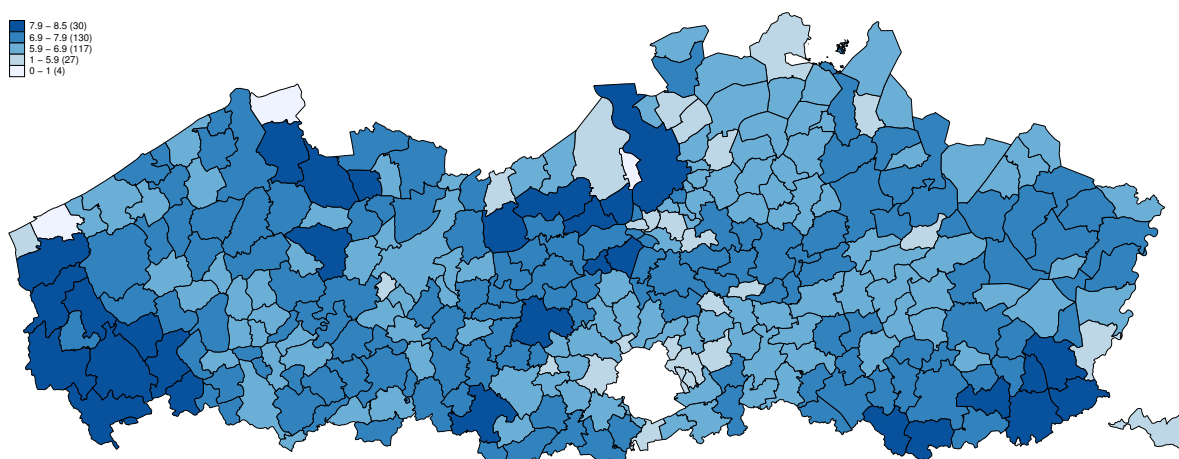 7.9 – 8.5 (30)
6.9 – 7.9 (130)
5.9 – 6.9 (117)
1 – 5.9 (27)
0 – 1 (4)